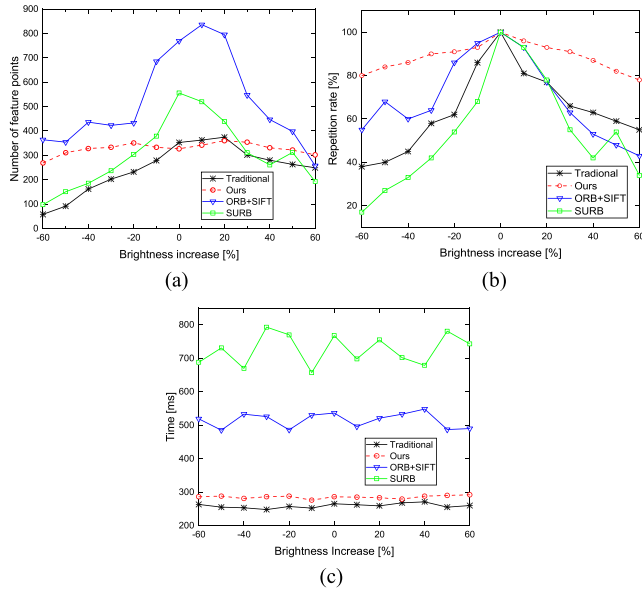 900
800
700
600
500
400
300
200
100
0
Number of feature points
-60 -40 -20 0 20 40 60
Brightness increase [%]
Traditional
Ours
ORB+SIFT
SURB
(a)
100
80
60
40
20
Repetition rate [%]
-60 -40 -20 0 20 40 60
Brightness increase [%]
Tradicional
Ours
ORB+SIFT
SURB
(b)
800
700
600
500
400
300
200
Time [ms]
-60 -40 -20 0 20 40 60
Brightness Increase [%]
Traditional
Ours
ORB+SIFT
SURB
(c)